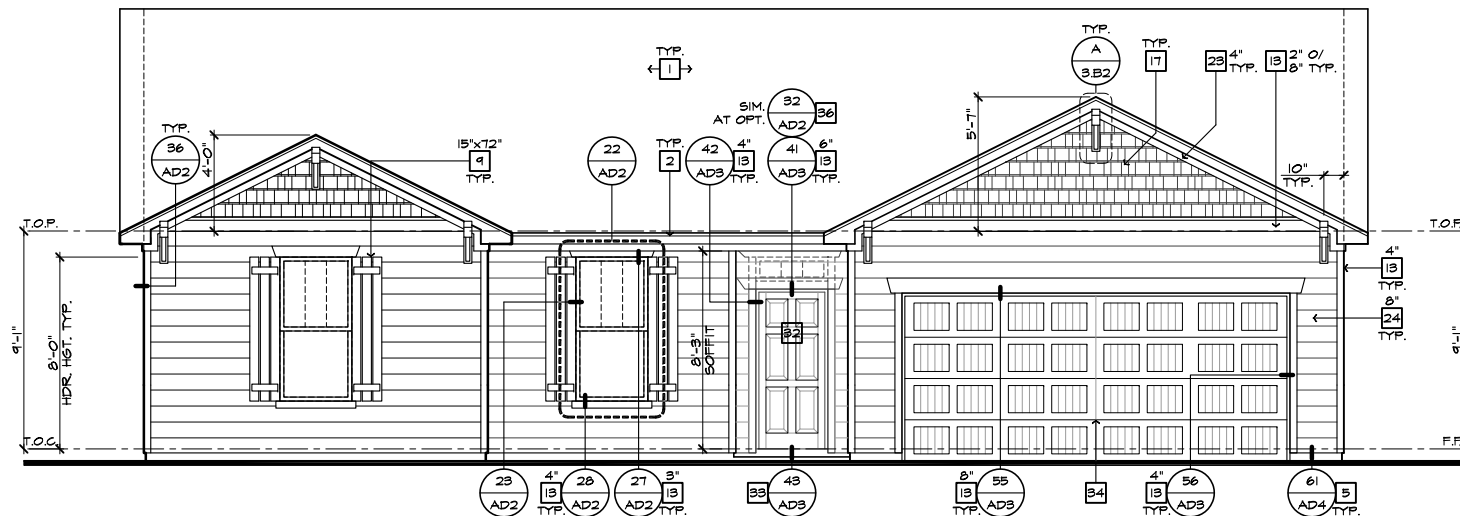 TYP.
A
3.B2
TYP.
1
TYP.
17
23 4"
TYP.
13 2" O/
8" TYP.
SIM.
AT OPT.
32
AD2
36
TYP.
36
AD2
4'-0"
15"x72"
9
TYP.
22
AD2
TYP.
2
42
AD3
4"
13
TYP.
41
AD3
6"
13
TYP.
5'-7"
10"
TYP.
T.O.P.
T.O.P.
9'-1"
8'-0"
HDR. HGT. TYP.
8'-3"
SOFFIT
32
4"
13
TYP.
8"
24
TYP.
9'-1"
T.O.C.
F.F.
23
AD2
4"
13
TYP.
28
AD2
27
AD2
3"
13
TYP.
33
43
AD3
8"
13
TYP.
55
AD3
34
4"
13
TYP.
56
AD3
61
AD4
5
TYP.